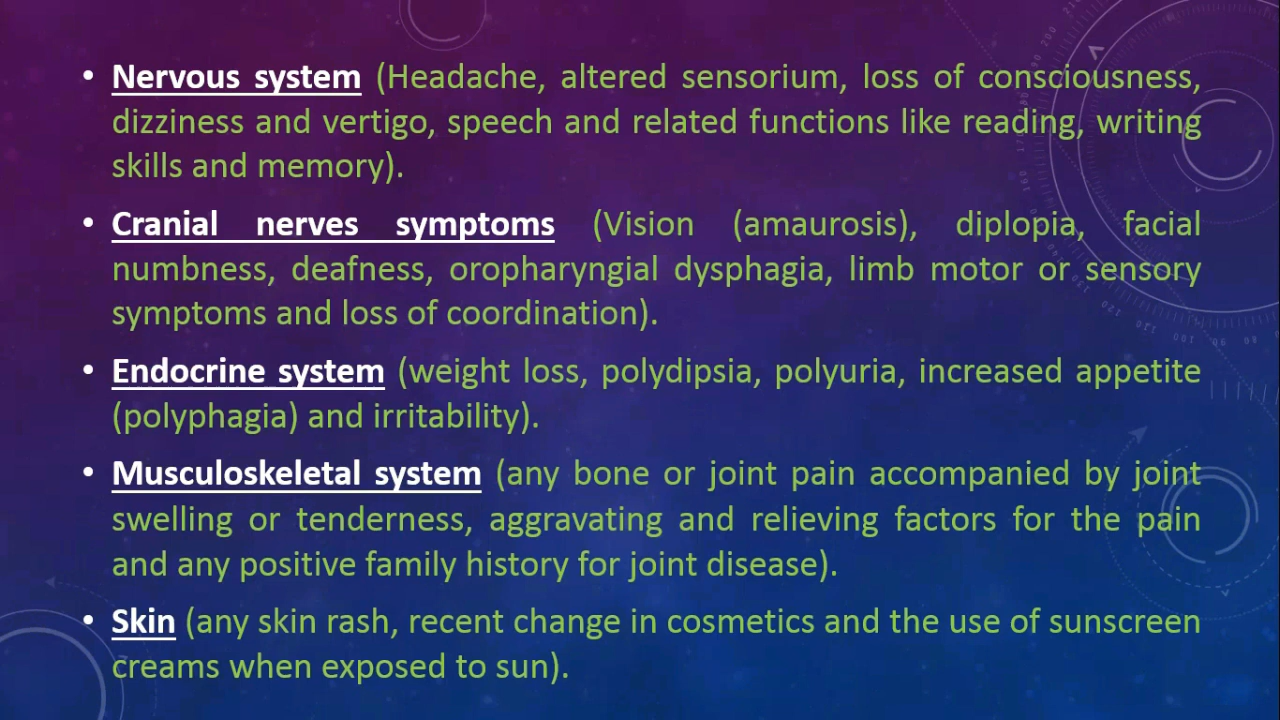 • Nervous system (Headache, altered sensorium, loss of consciousness,
dizziness and vertigo, speech and related functions like reading, writing
skills and memory).
• Cranial nerves symptoms (Vision (amaurosis), diplopia, facial
numbness, deafness, oropharyngial dysphagia, limb motor or sensory
symptoms and loss of coordination).
• Endocrine system (weight loss, polydipsia, polyuria, increased appetite
(polyphagia) and irritability).
• Musculoskeletal system (any bone or joint pain accompanied by joint
swelling or tenderness, aggravating and relieving factors for the pain
and any positive family history for joint disease).
• Skin (any skin rash, recent change in cosmetics and the use of sunscreen
creams when exposed to sun).